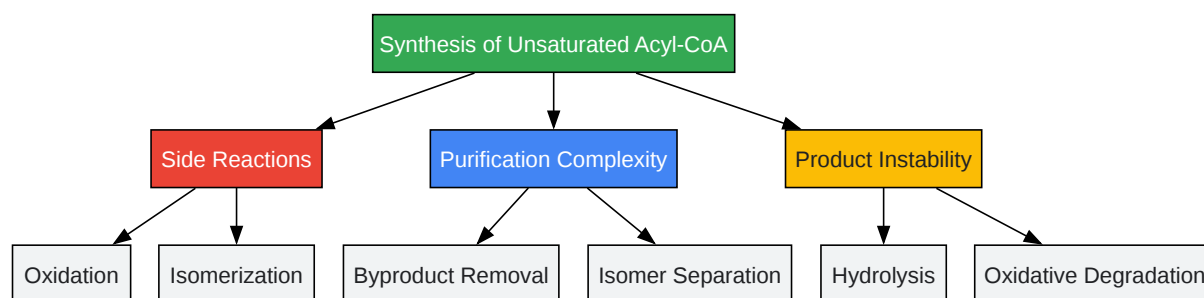 Synthesis of Unsaturated Acyl-CoA
Side Reactions
Purification Complexity
Product Instability
Oxidation
Isomerization
Byproduct Removal
Isomer Separation
Hydrolysis
Oxidative Degradation